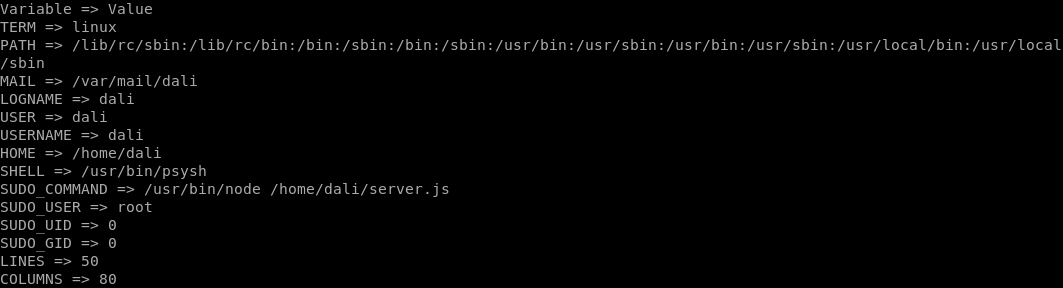 Variable => Value
TERM => linux
PATH => /lib/rc/sbin:/lib/rc/bin:/bin:/sbin:/bin:/sbin:/usr/bin:/usr/sbin:/usr/bin:/usr/sbin:/usr/local/bin:/usr/local
/sbin
MAIL => /var/mail/dali
LOGNAME => dali
USER => dali
USERNAME => dali
HOME => /home/dali
SHELL => /usr/bin/psysh
SUDO_COMMAND => /usr/bin/node /home/dali/server.js
SUDO_USER => root
SUDO_UID => 0
SUDO_GID => 0
LINES => 50
COLUMNS => 80